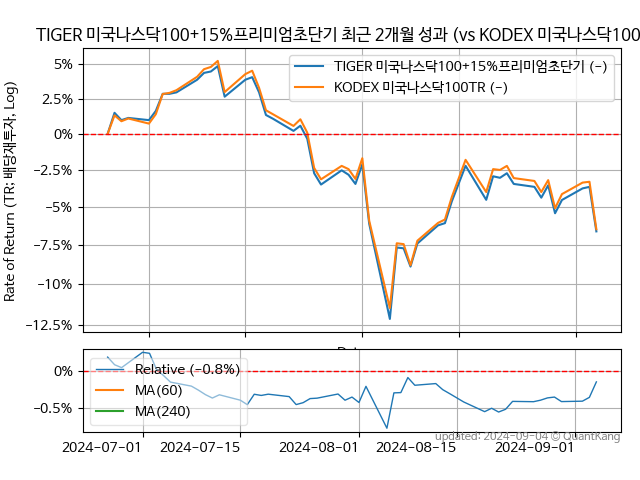 TIGER 미국나스닥100+15%프리미엄초단기 최근 2개월 성과 (vs KODEX 미국나스닥100
Rate of Return (TR: 배당재투자, Log)
5%
2.5%
0%
−2.5%
−5%
−7.5%
−10%
−12.5%
TIGER 미국나스닥100+15%프리미엄초단기 (−)
KODEX 미국나스닥100TR (−)
0%
−0.5%
Relative (−0.8%)
MA(60)
MA(240)
updated: 2024-09-04 © QuantKang
2024-07-01
2024-07-15
2024-08-01
2024-08-15
2024-09-01